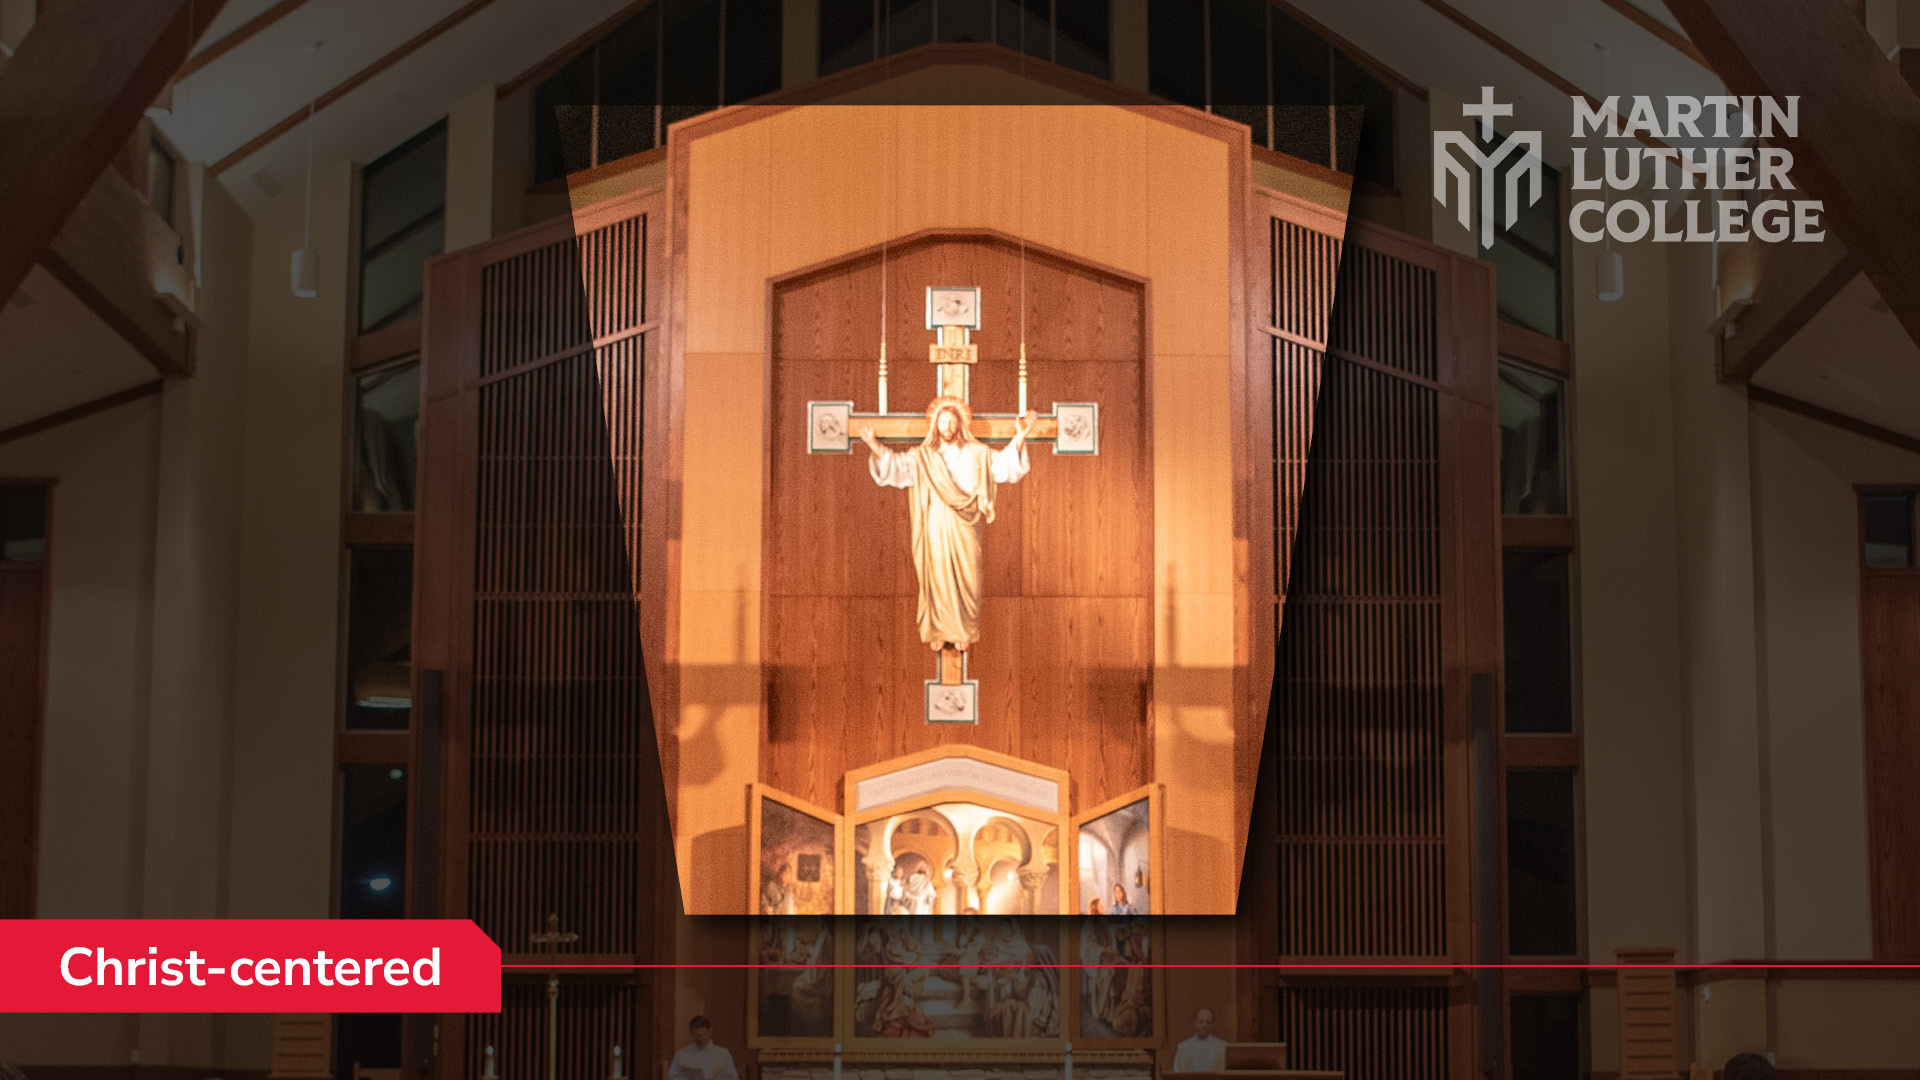 MARTIN
LUTHER
COLLEGE
INRI
Christ-centered